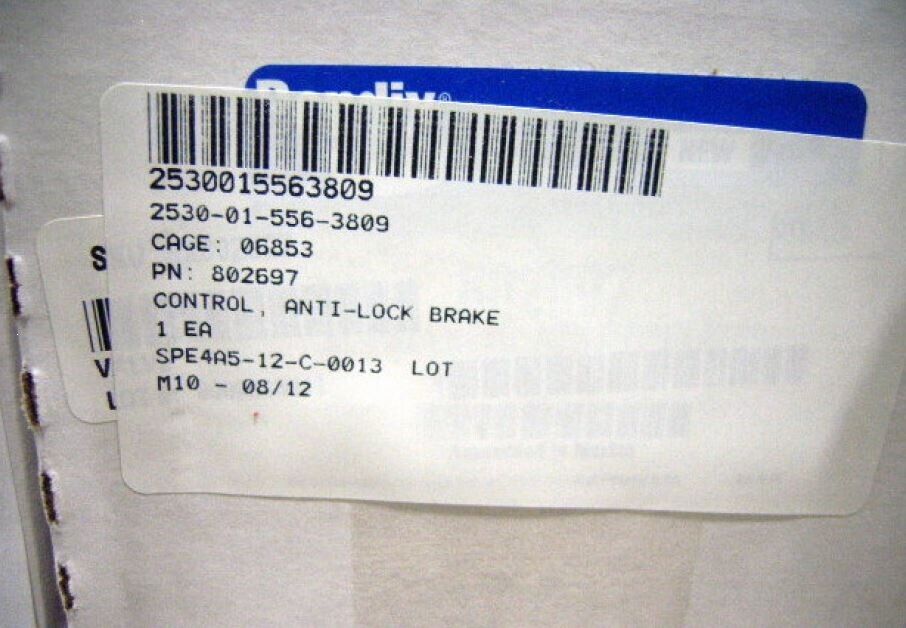 Bendix®
NEW
2530015563809
2530-01-556-3809
CAGE: 06853
PN: 802697
CONTROL, ANTI-LOCK BRAKE
1 EA
SPE4A5-12-C-0013 LOT
M10 - 08/12
S
V
L